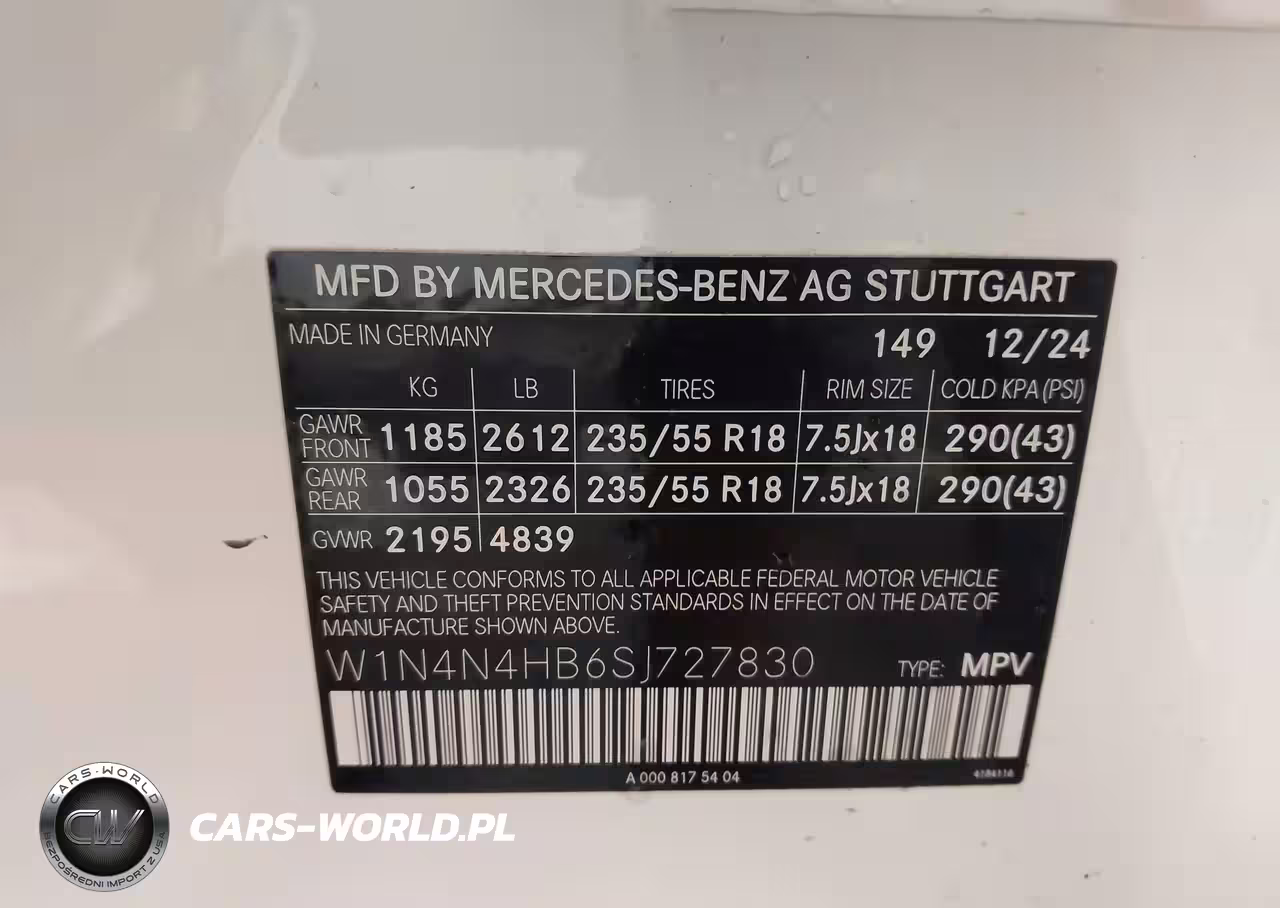 MFD BY MERCEDES-BENZ AG STUTTGART
MADE IN GERMANY 149 12/24
KG LB TIRES RIM SIZE COLD KPA (PSI)
GAWR FRONT 1185 2612 235/55 R18 7.5Jx18 290(43)
GAWR REAR 1055 2326 235/55 R18 7.5Jx18 290(43)
GVWR 2195 4839
THIS VEHICLE CONFORMS TO ALL APPLICABLE FEDERAL MOTOR VEHICLE
SAFETY AND THEFT PREVENTION STANDARDS IN EFFECT ON THE DATE OF
MANUFACTURE SHOWN ABOVE.
W1N4N4HB6SJ727830 TYPE: MPV
A 000 817 54 04
CARS-WORLD
CW
BEZPOŚREDNI IMPORT Z USA
CARS-WORLD.PL